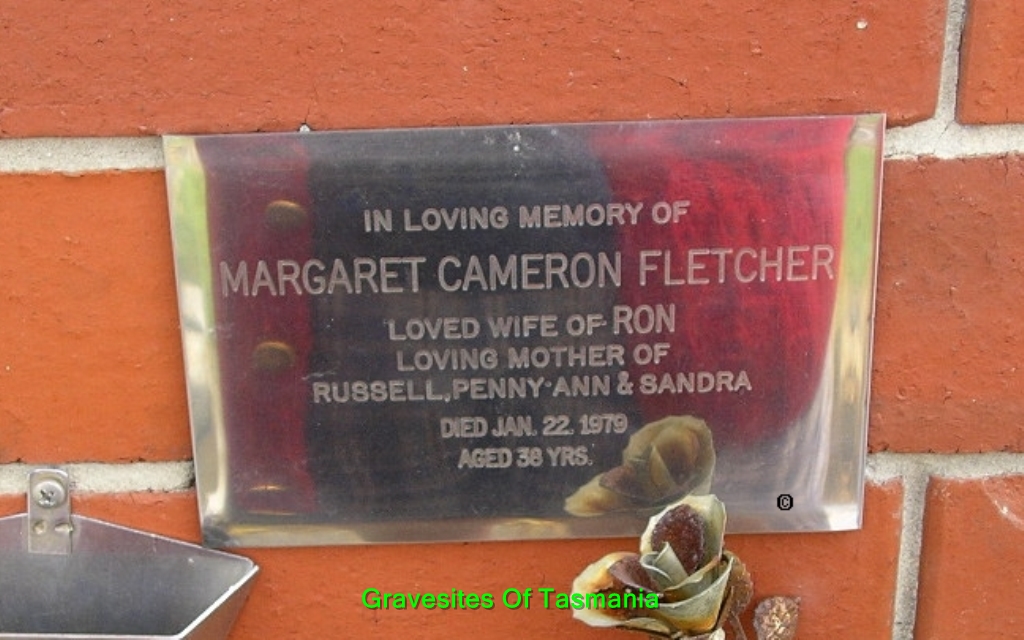 IN LOVING MEMORY OF
MARGARET CAMERON FLETCHER
LOVED WIFE OF RON
LOVING MOTHER OF
RUSSELL, PENNY-ANN & SANDRA
DIED JAN. 22. 1979
AGED 38 YRS.
©
Gravesites Of Tasmania